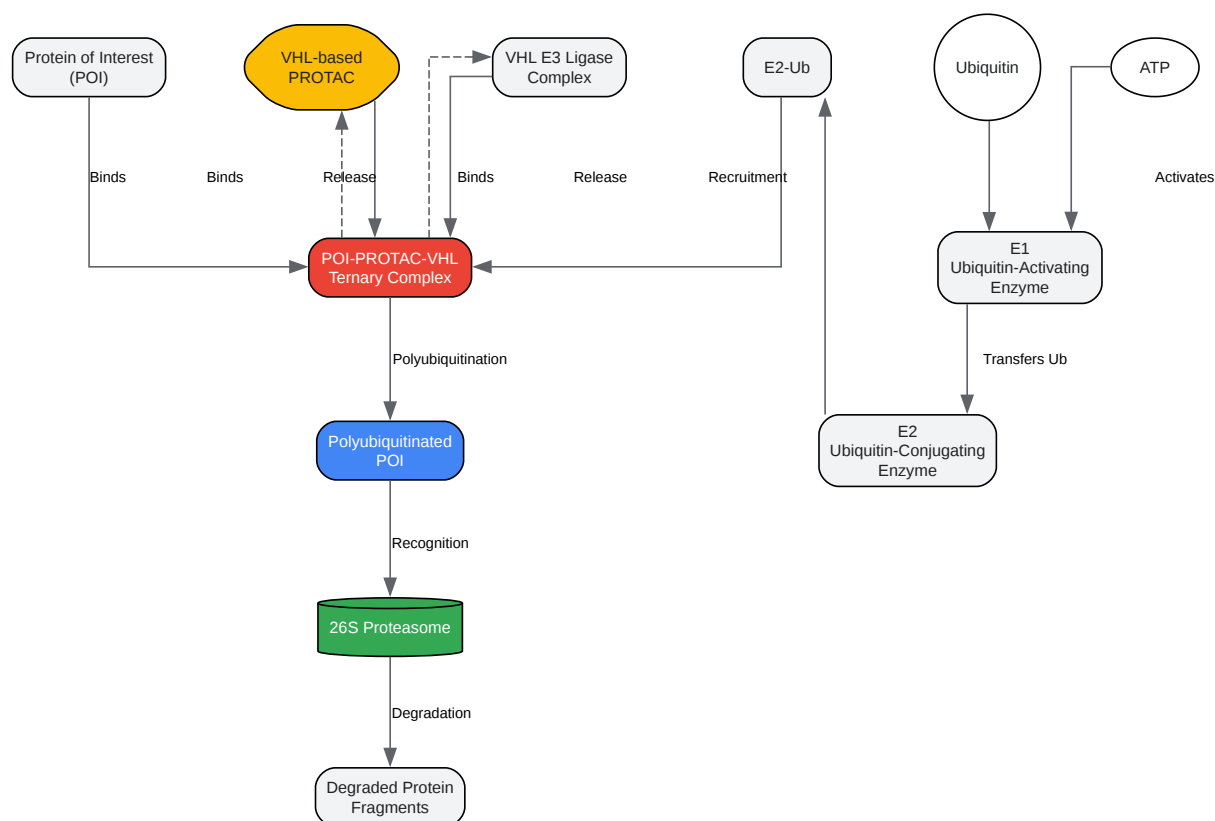 Protein of Interest
(POI)
VHL-based
PROTAC
VHL E3 Ligase
Complex
E2-Ub
Ubiquitin
ATP
Binds
Binds
Release
Binds
Release
Recruitment
Activates
POI-PROTAC-VHL
Ternary Complex
E1
Ubiquitin-Activating
Enzyme
Polyubiquitination
Transfers Ub
Polyubiquitinated
POI
E2
Ubiquitin-Conjugating
Enzyme
Recognition
26S Proteasome
Degradation
Degraded Protein
Fragments